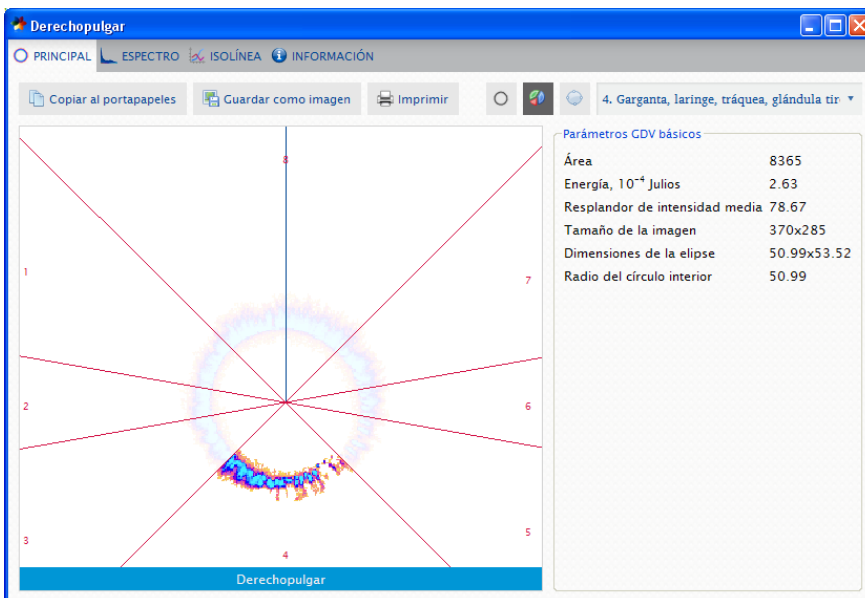 Derechopulgar
PRINCIPAL ESPECTRO ISOLÍNEA INFORMACIÓN
Copiar al portapapeles Guardar como imagen Imprimir 4. Garganta, laringe, tráquea, glándula tir
Parámetros GDV básicos
Área 8365
Energía, 10⁻⁴ Julios 2.63
Resplandor de intensidad media 78.67
Tamaño de la imagen 370x285
Dimensiones de la elipse 50.99x53.52
Radio del círculo interior 50.99
8
1
7
2
6
3
5
4
Derechopulgar